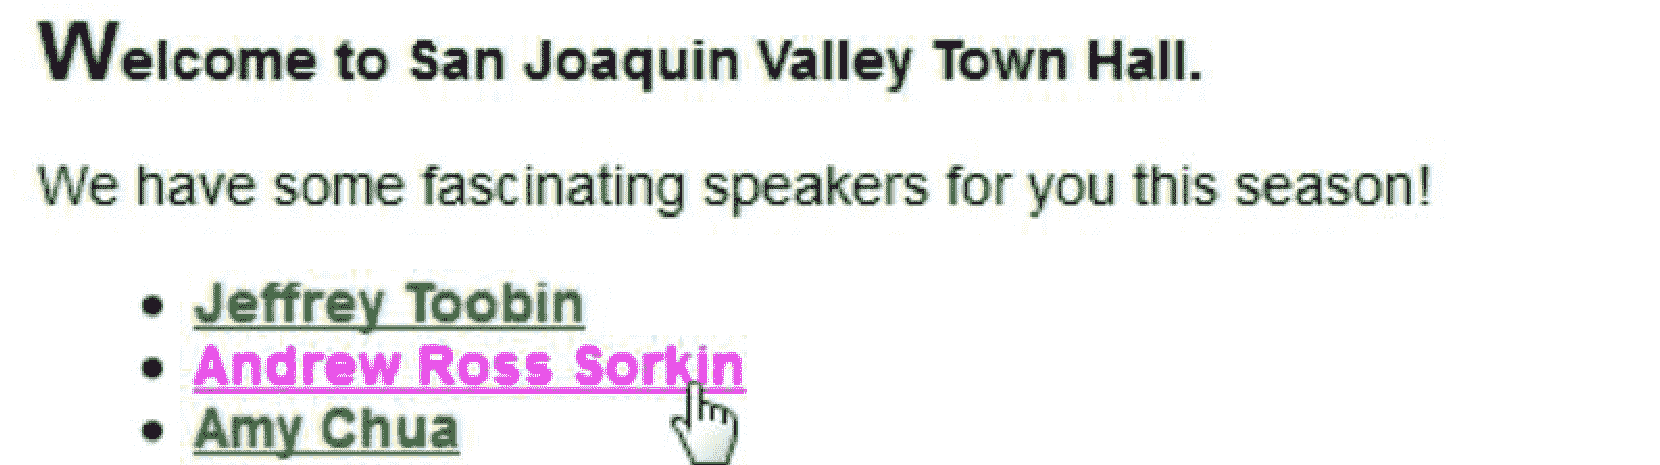 Welcome to San Joaquin Valley Town Hall.
We have some fascinating speakers for you this season!
Jeffrey Toobin
Andrew Ross Sorkin
Amy Chua